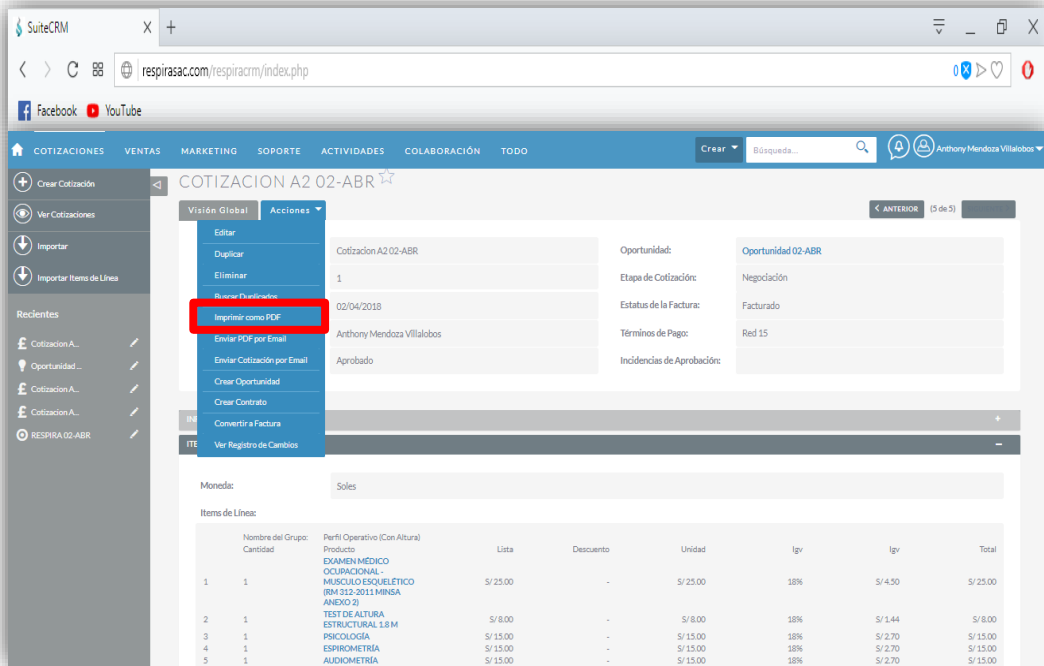 SuiteCRM
respirasac.com/respiracrm/index.php
0
Facebook YouTube
COTIZACIONES VENTAS MARKETING SOPORTE ACTIVIDADES COLABORACIÓN TODO Crear Búsqueda... Anthony Mendoza Villalobos
Crear Cotización
Ver Cotizaciones
Importar
Importar Items de Línea
Recientes
Cotizacion A...
Oportunidad ...
Cotizacion A...
Cotizacion A...
RESPIRA 02-ABR
COTIZACION A2 02-ABR
Visión Global Acciones
ANTERIOR (5 de 5)
Editar
Duplicar
Eliminar
Buscar Duplicados
Imprimir como PDF
Enviar PDF por Email
Enviar Cotización por Email
Crear Oportunidad
Crear Contrato
Convertir a Factura
Ver Registro de Cambios
Cotizacion A2 02-ABR Oportunidad: Oportunidad 02-ABR
1 Etapa de Cotización: Negociación
02/04/2018 Estatus de la Factura: Facturado
Anthony Mendoza Villalobos Términos de Pago: Red 15
Aprobado Incidencias de Aprobación:
IN +
ITE −
Moneda: Soles
Items de Línea:
Nombre del Grupo: Perfil Operativo (Con Altura)
Cantidad Producto Lista Descuento Unidad Igv Igv Total
EXAMEN MÉDICO
OCUPACIONAL -
1 1 MUSCULO ESQUELÉTICO S/ 25.00 - S/ 25.00 18% S/ 4.50 S/ 25.00
(RM 312-2011 MINSA
ANEXO 2)
TEST DE ALTURA
2 1 ESTRUCTURAL 1.8 M S/ 8.00 - S/ 8.00 18% S/ 1.44 S/ 8.00
3 1 PSICOLOGÍA S/ 15.00 - S/ 15.00 18% S/ 2.70 S/ 15.00
4 1 ESPIROMETRÍA S/ 15.00 - S/ 15.00 18% S/ 2.70 S/ 15.00
5 1 AUDIOMETRÍA S/ 15.00 - S/ 15.00 18% S/ 2.70 S/ 15.00